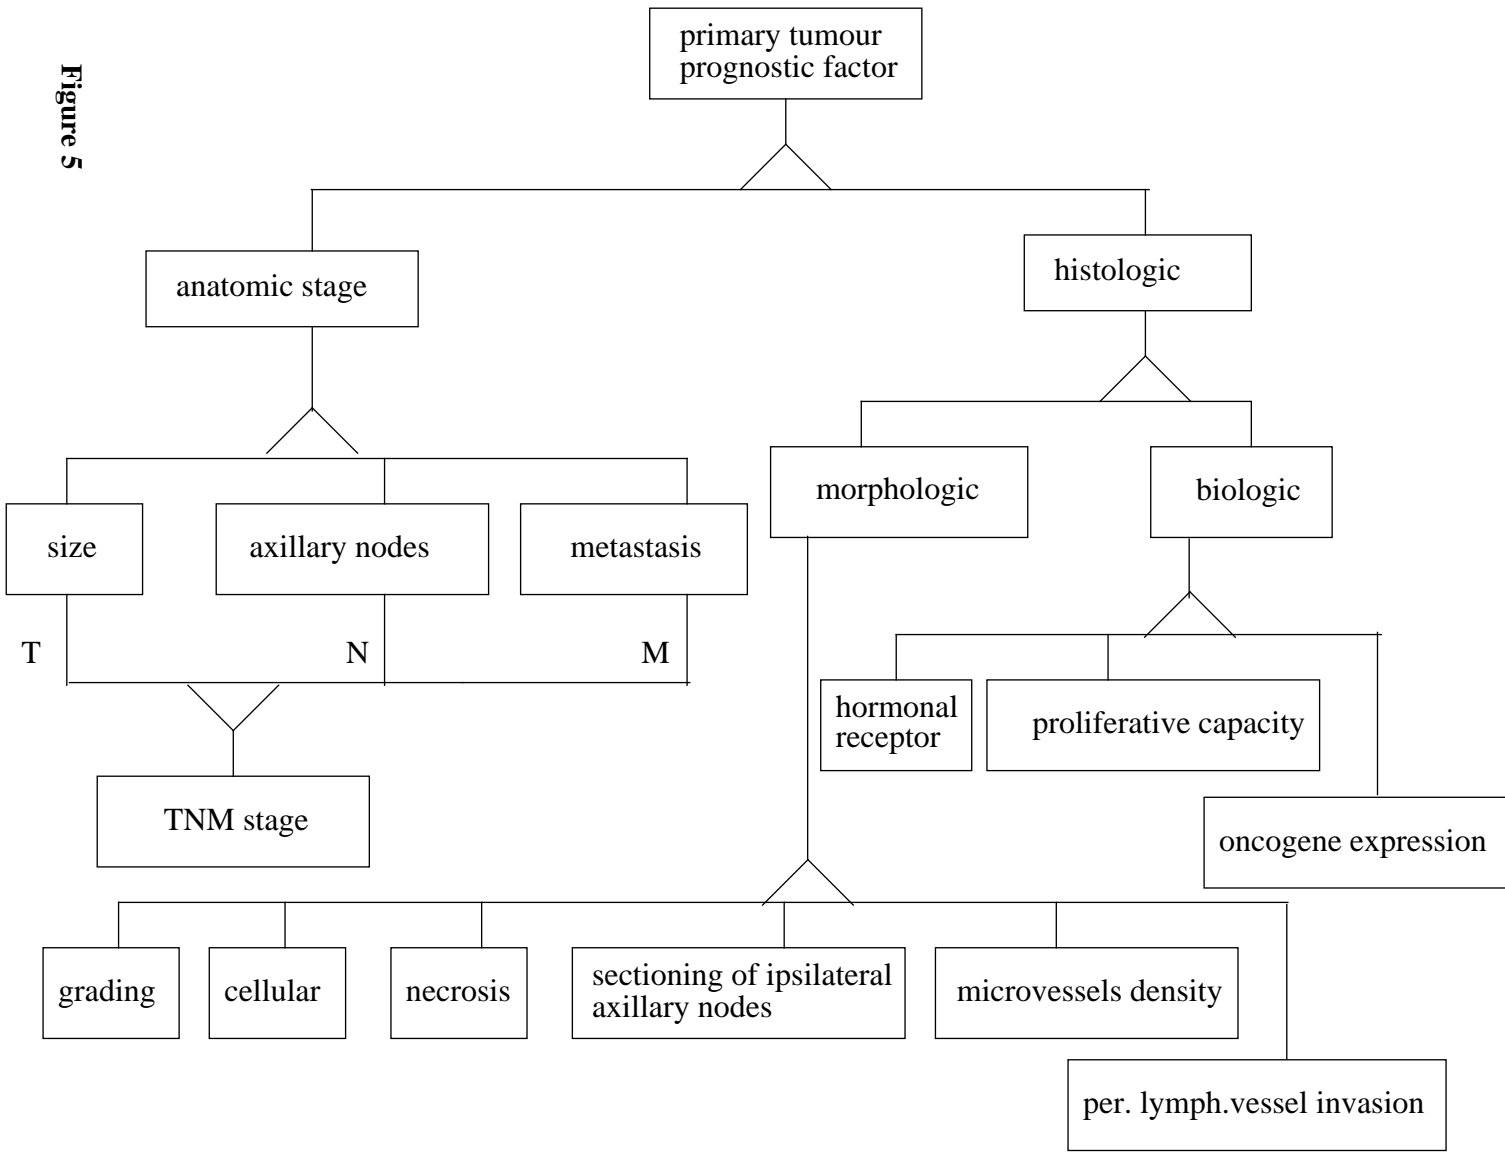 Figure 5
primary tumour
prognostic factor
anatomic stage
histologic
morphologic
biologic
size
axillary nodes
metastasis
T
N
M
hormonal
receptor
proliferative capacity
TNM stage
oncogene expression
grading
cellular
necrosis
sectioning of ipsilateral
axillary nodes
microvessels density
per. lymph.vessel invasion